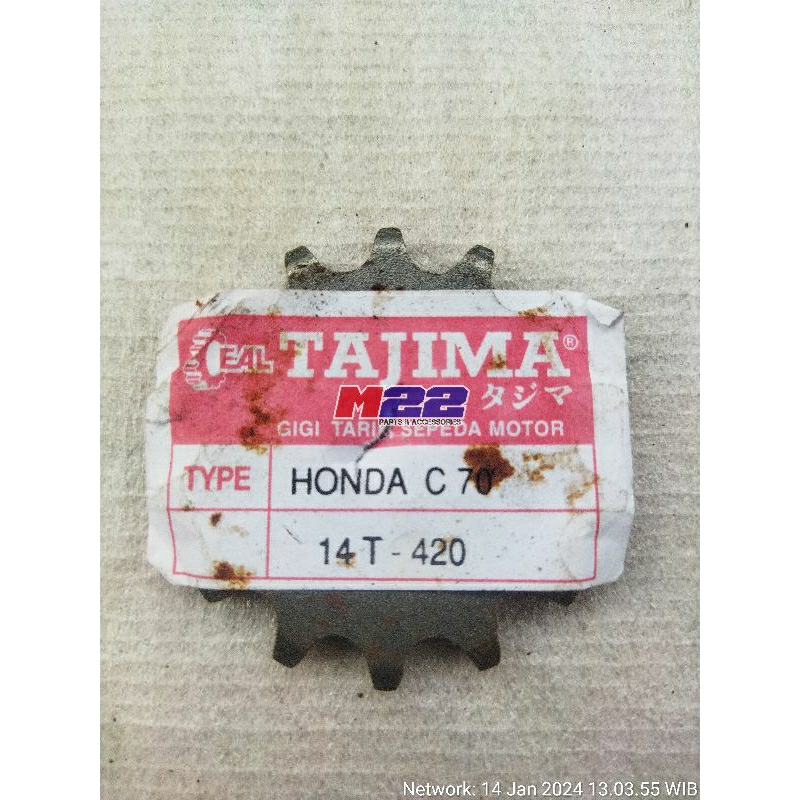 EAL TAJIMA®
M22 タジマ
PARTS N ACCESSORIES
GIGI TARIK SEPEDA MOTOR
TYPE HONDA C 70
14 T - 420
Network: 14 Jan 2024 13.03.55 WIB